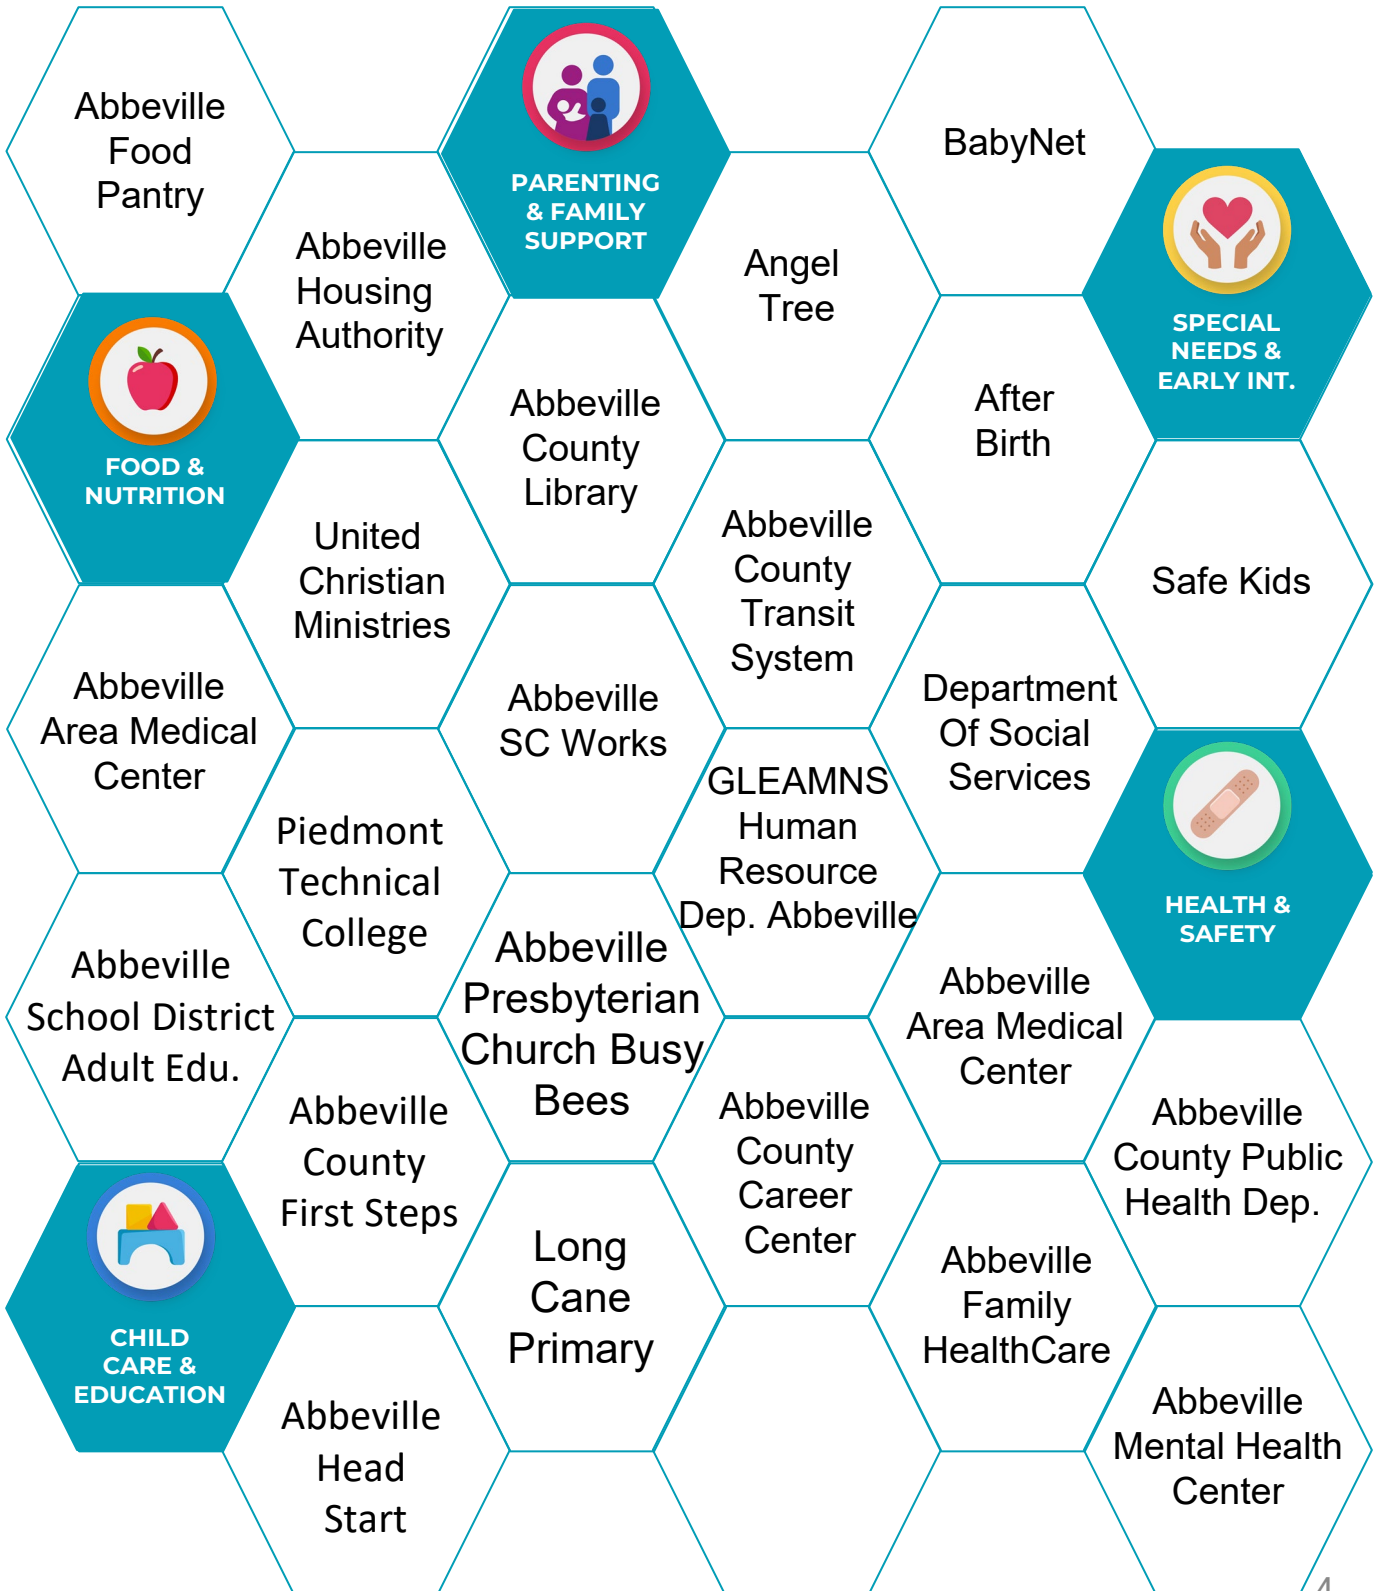 Abbeville
Food
Pantry
FOOD &
NUTRITION
Abbeville
Area Medical
Center
Abbeville
School District
Adult Edu.
CHILD
CARE &
EDUCATION
Abbeville
Housing
Authority
United
Christian
Ministries
Piedmont
Technical
College
Abbeville
County
First Steps
Abbeville
Head
Start
PARENTING
& FAMILY
SUPPORT
Abbeville
County
Library
Abbeville
SC Works
Abbeville
Presbyterian
Church Busy
Bees
Long
Cane
Primary
Angel
Tree
Abbeville
County
Transit
System
GLEAMNS
Human
Resource
Dep. Abbeville
Abbeville
County
Career
Center
BabyNet
After
Birth
Department
Of Social
Services
Abbeville
Area Medical
Center
Abbeville
Family
HealthCare
SPECIAL
NEEDS &
EARLY INT.
Safe Kids
HEALTH &
SAFETY
Abbeville
County Public
Health Dep.
Abbeville
Mental Health
Center
4